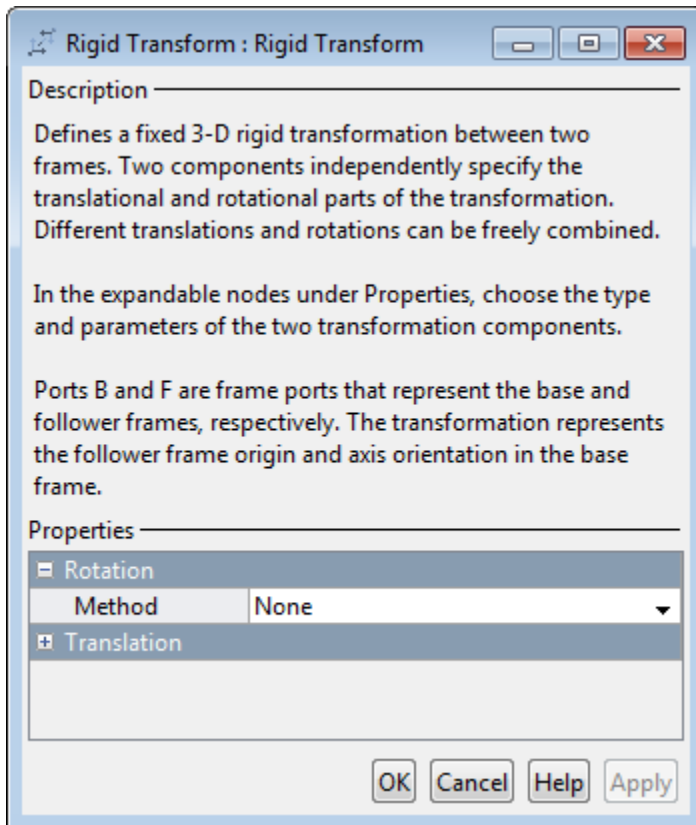 Rigid Transform : Rigid Transform
Description
Defines a fixed 3-D rigid transformation between two
frames. Two components independently specify the
translational and rotational parts of the transformation.
Different translations and rotations can be freely combined.
In the expandable nodes under Properties, choose the type
and parameters of the two transformation components.
Ports B and F are frame ports that represent the base and
follower frames, respectively. The transformation represents
the follower frame origin and axis orientation in the base
frame.
Properties
Rotation
Method None
Translation
OK Cancel Help Apply